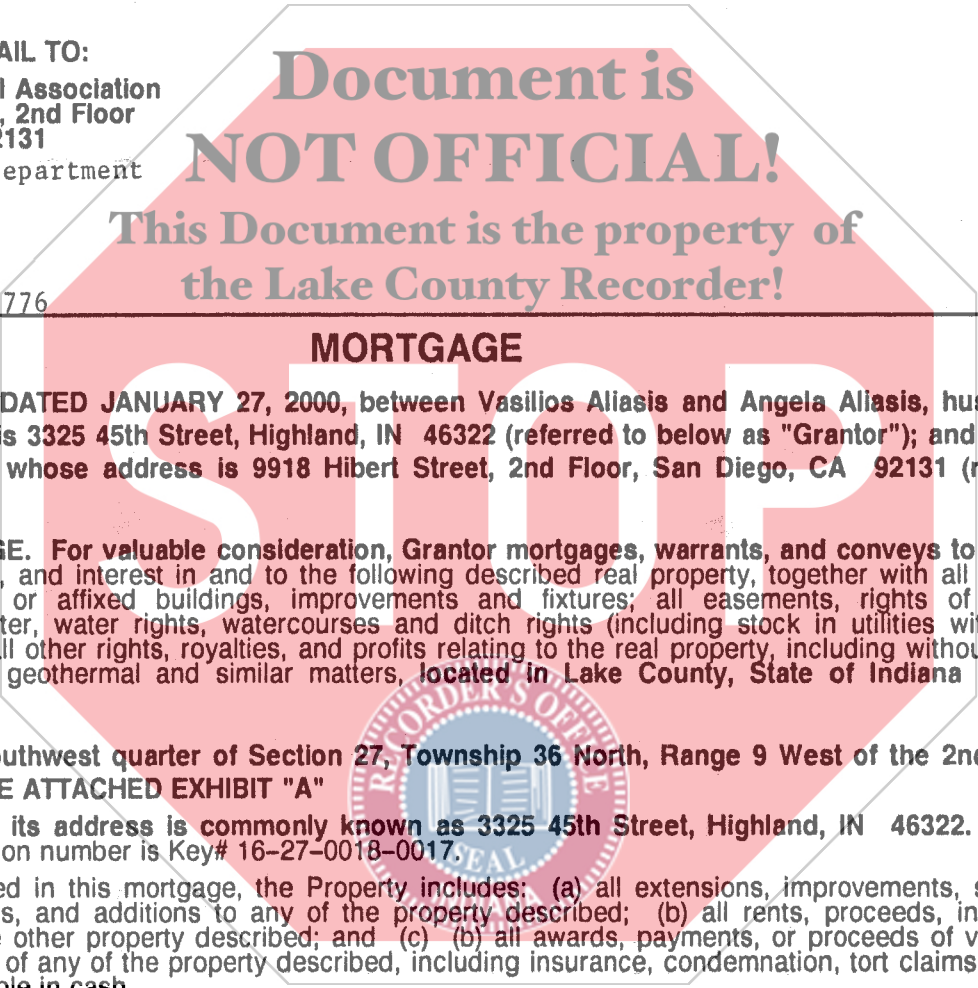 AIL TO:
l Association
, 2nd Floor
2131
epartment
Document is
NOT OFFICIAL!
This Document is the property of
the Lake County Recorder!
776
MORTGAGE
DATED JANUARY 27, 2000, between Vasilios Aliasis and Angela Aliasis, hus
is 3325 45th Street, Highland, IN 46322 (referred to below as "Grantor"); and
whose address is 9918 Hibert Street, 2nd Floor, San Diego, CA 92131 (r
STOP
GE. For valuable consideration, Grantor mortgages, warrants, and conveys to
, and interest in and to the following described real property, together with all
or affixed buildings, improvements and fixtures; all easements, rights of
ter, water rights, watercourses and ditch rights (including stock in utilities wit
ll other rights, royalties, and profits relating to the real property, including withou
geothermal and similar matters, located in Lake County, State of Indiana
outhwest quarter of Section 27, Township 36 North, Range 9 West of the 2nd
E ATTACHED EXHIBIT "A"
its address is commonly known as 3325 45th Street, Highland, IN 46322.
on number is Key# 16-27-0018-0017.
RECORDER'S OFFICE
SEAL
INDIANA
ed in this mortgage, the Property includes: (a) all extensions, improvements, s
s, and additions to any of the property described; (b) all rents, proceeds, in
e other property described; and (c) (b) all awards, payments, or proceeds of v
of any of the property described, including insurance, condemnation, tort claims
ble in cash